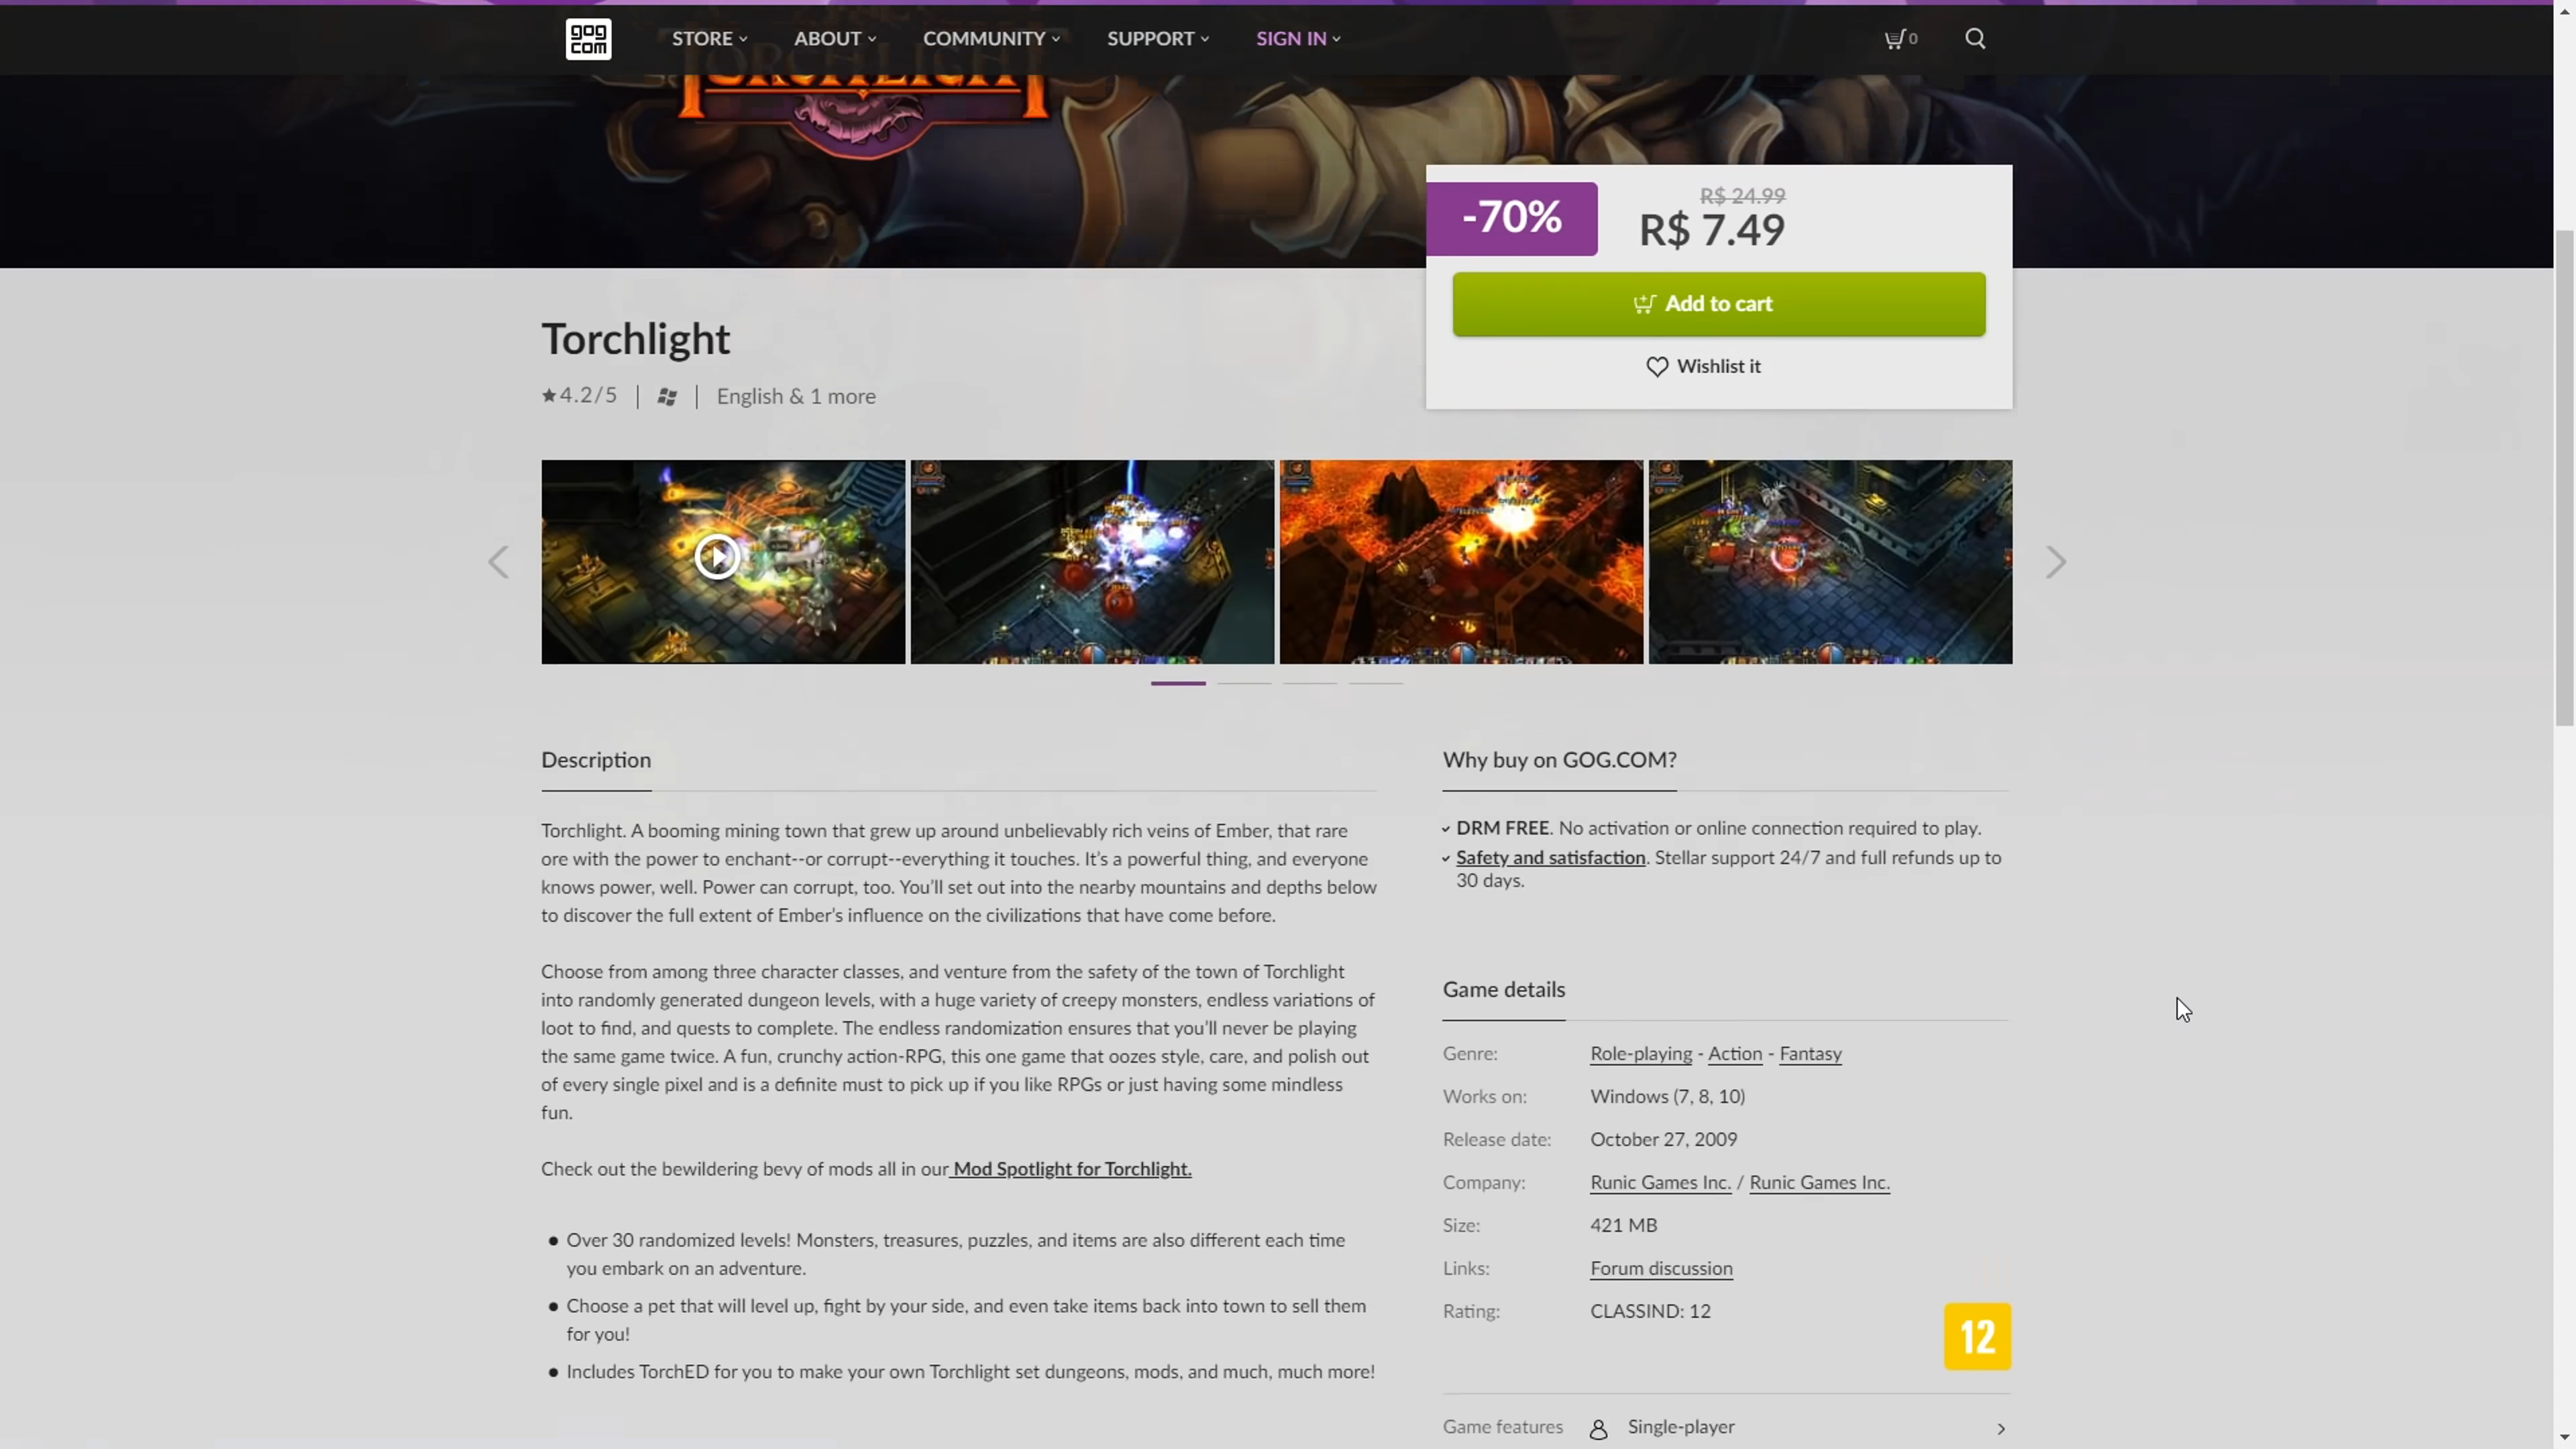 gog
com
STORE
ABOUT
COMMUNITY
SUPPORT
SIGN IN
0
TORCHLIGHT
-70%
R$ 24.99
R$ 7.49
Add to cart
Wishlist it
Torchlight
4.2/5
English & 1 more
Description
Torchlight. A booming mining town that grew up around unbelievably rich veins of Ember, that rare
ore with the power to enchant--or corrupt--everything it touches. It's a powerful thing, and everyone
knows power, well. Power can corrupt, too. You'll set out into the nearby mountains and depths below
to discover the full extent of Ember's influence on the civilizations that have come before.
Choose from among three character classes, and venture from the safety of the town of Torchlight
into randomly generated dungeon levels, with a huge variety of creepy monsters, endless variations of
loot to find, and quests to complete. The endless randomization ensures that you'll never be playing
the same game twice. A fun, crunchy action-RPG, this one game that oozes style, care, and polish out
of every single pixel and is a definite must to pick up if you like RPGs or just having some mindless
fun.
Check out the bewildering bevy of mods all in our Mod Spotlight for Torchlight.
● Over 30 randomized levels! Monsters, treasures, puzzles, and items are also different each time
you embark on an adventure.
● Choose a pet that will level up, fight by your side, and even take items back into town to sell them
for you!
● Includes TorchED for you to make your own Torchlight set dungeons, mods, and much, much more!
Why buy on GOG.COM?
DRM FREE. No activation or online connection required to play.
Safety and satisfaction. Stellar support 24/7 and full refunds up to
30 days.
Game details
Genre: Role-playing - Action - Fantasy
Works on: Windows (7, 8, 10)
Release date: October 27, 2009
Company: Runic Games Inc. / Runic Games Inc.
Size: 421 MB
Links: Forum discussion
Rating: CLASSIND: 12
12
Game features Single-player